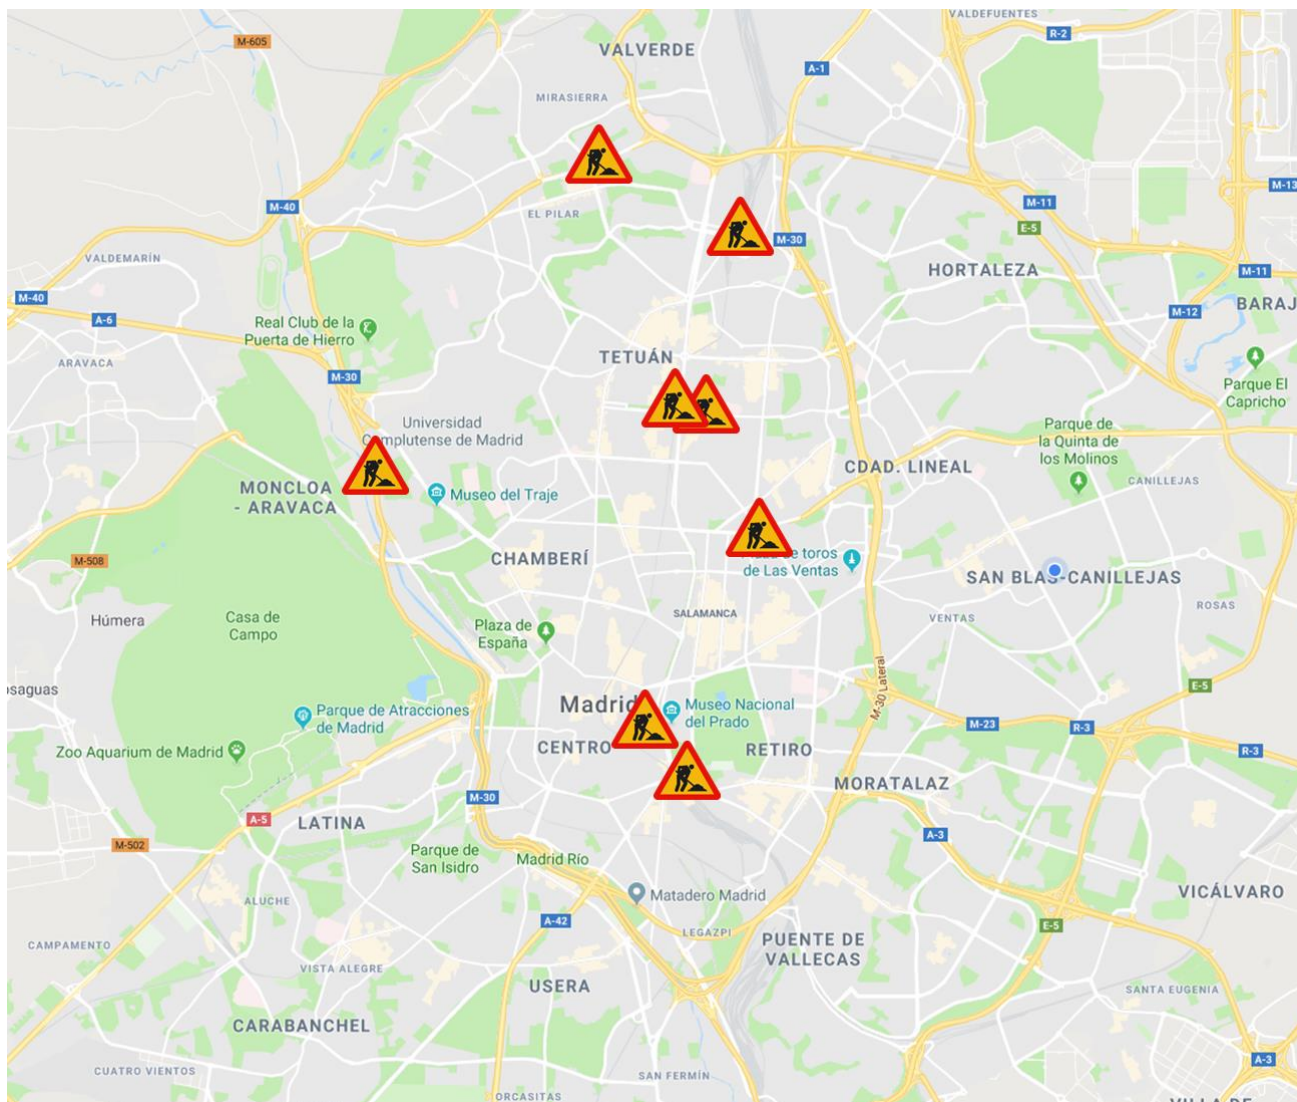 VALDEFUENTES
M-605
R-2
VALVERDE
A-1
MIRASIERRA
M-13
M-40
M-11
EL PILAR
E-5
M-30
VALDEMARÍN
HORTALEZA
M-11
M-40
BARAJ
A-6
M-12
Real Club de la
Puerta de Hierro
TETUÁN
ARAVACA
M-30
Parque El
Capricho
Universidad
Complutense de Madrid
Parque de
la Quinta de
los Molinos
CDAD. LINEAL
CANILLEJAS
MONCLOA
- ARAVACA
Museo del Traje
CHAMBERÍ
Plaza de toros
de Las Ventas
M-508
SAN BLAS-CANILLEJAS
ROSAS
Húmera
Casa de
Campo
SALAMANCA
VENTAS
Plaza de
España
osaguas
E-5
M-30 Lateral
Madrid
Museo Nacional
del Prado
Parque de Atracciones
de Madrid
M-23
R-3
R-3
Zoo Aquarium de Madrid
CENTRO
RETIRO
MORATALAZ
M-30
A-5
LATINA
A-3
M-502
Parque de
San Isidro
Madrid Río
Matadero Madrid
VICÁLVARO
ALUCHE
A-42
E-5
LEGAZPI
CAMPAMENTO
PUENTE DE
VALLECAS
VISTA ALEGRE
USERA
SANTA EUGENIA
CARABANCHEL
A-3
CUATRO VIENTOS
SAN FERMÍN
ORCASITAS
VILLA DE